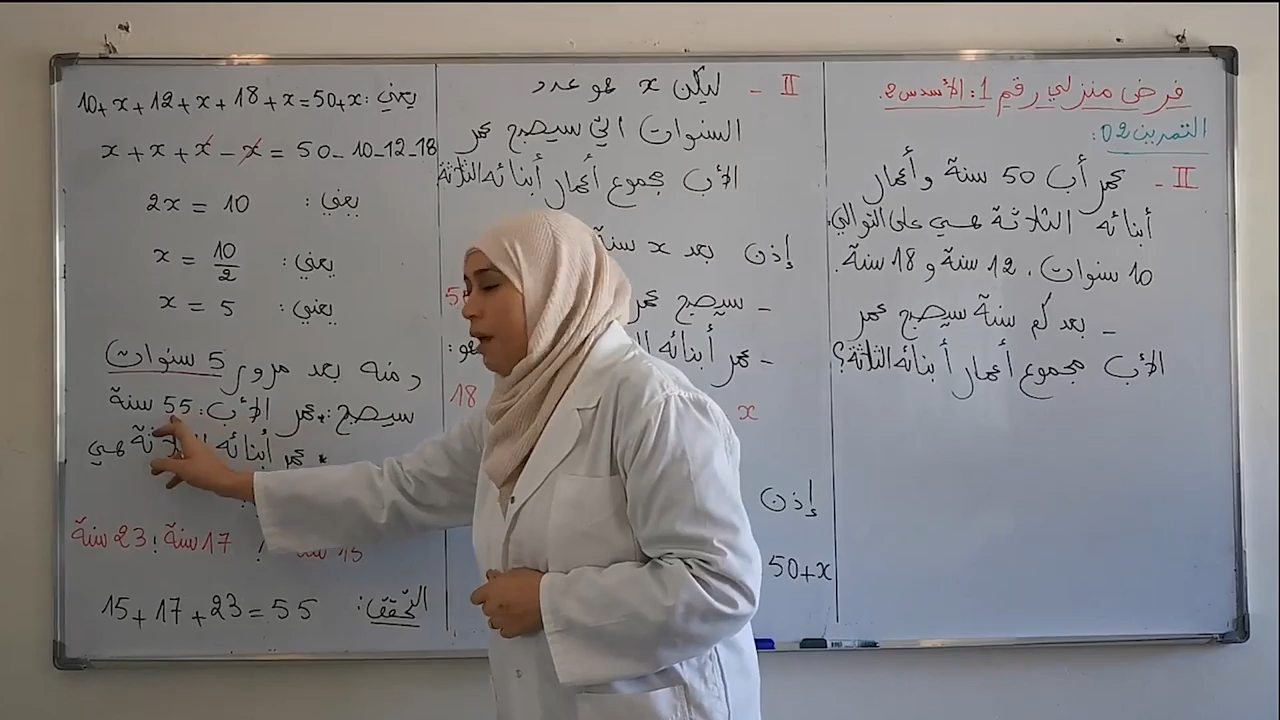 فرض منزلي رقم 1: الأسدس 2.
التمرين 02:
II - عمر أب 50 سنة وأعمار
أبنائه الثلاثة هي على التوالي:
10 سنوات، 12 سنة و 18 سنة.
- بعد كم سنة سيصبح عمر
الأب مجموع أعمار أبنائه الثلاثة؟
II - ليكن x هو عدد
السنوات التي سيصبح عمر
الأب مجموع أعمار أبنائه الثلاثة
إذن بعد x سنة
- سيصبح عمر
- عمر أبنائه
18
x
إذن
50+x
يعني: 10+x+12+x+18+x=50+x
x+x+x-x=50-10-12-18
يعني: 2x=10
يعني: x=10/2
يعني: x=5
ومنه بعد مرور 5 سنوات
سيصبح: * عمر الأب: 55 سنة
* عمر أبنائه الثلاثة هي
15 سنة ؛ 17 سنة ؛ 23 سنة
التحقق: 15+17+23=55